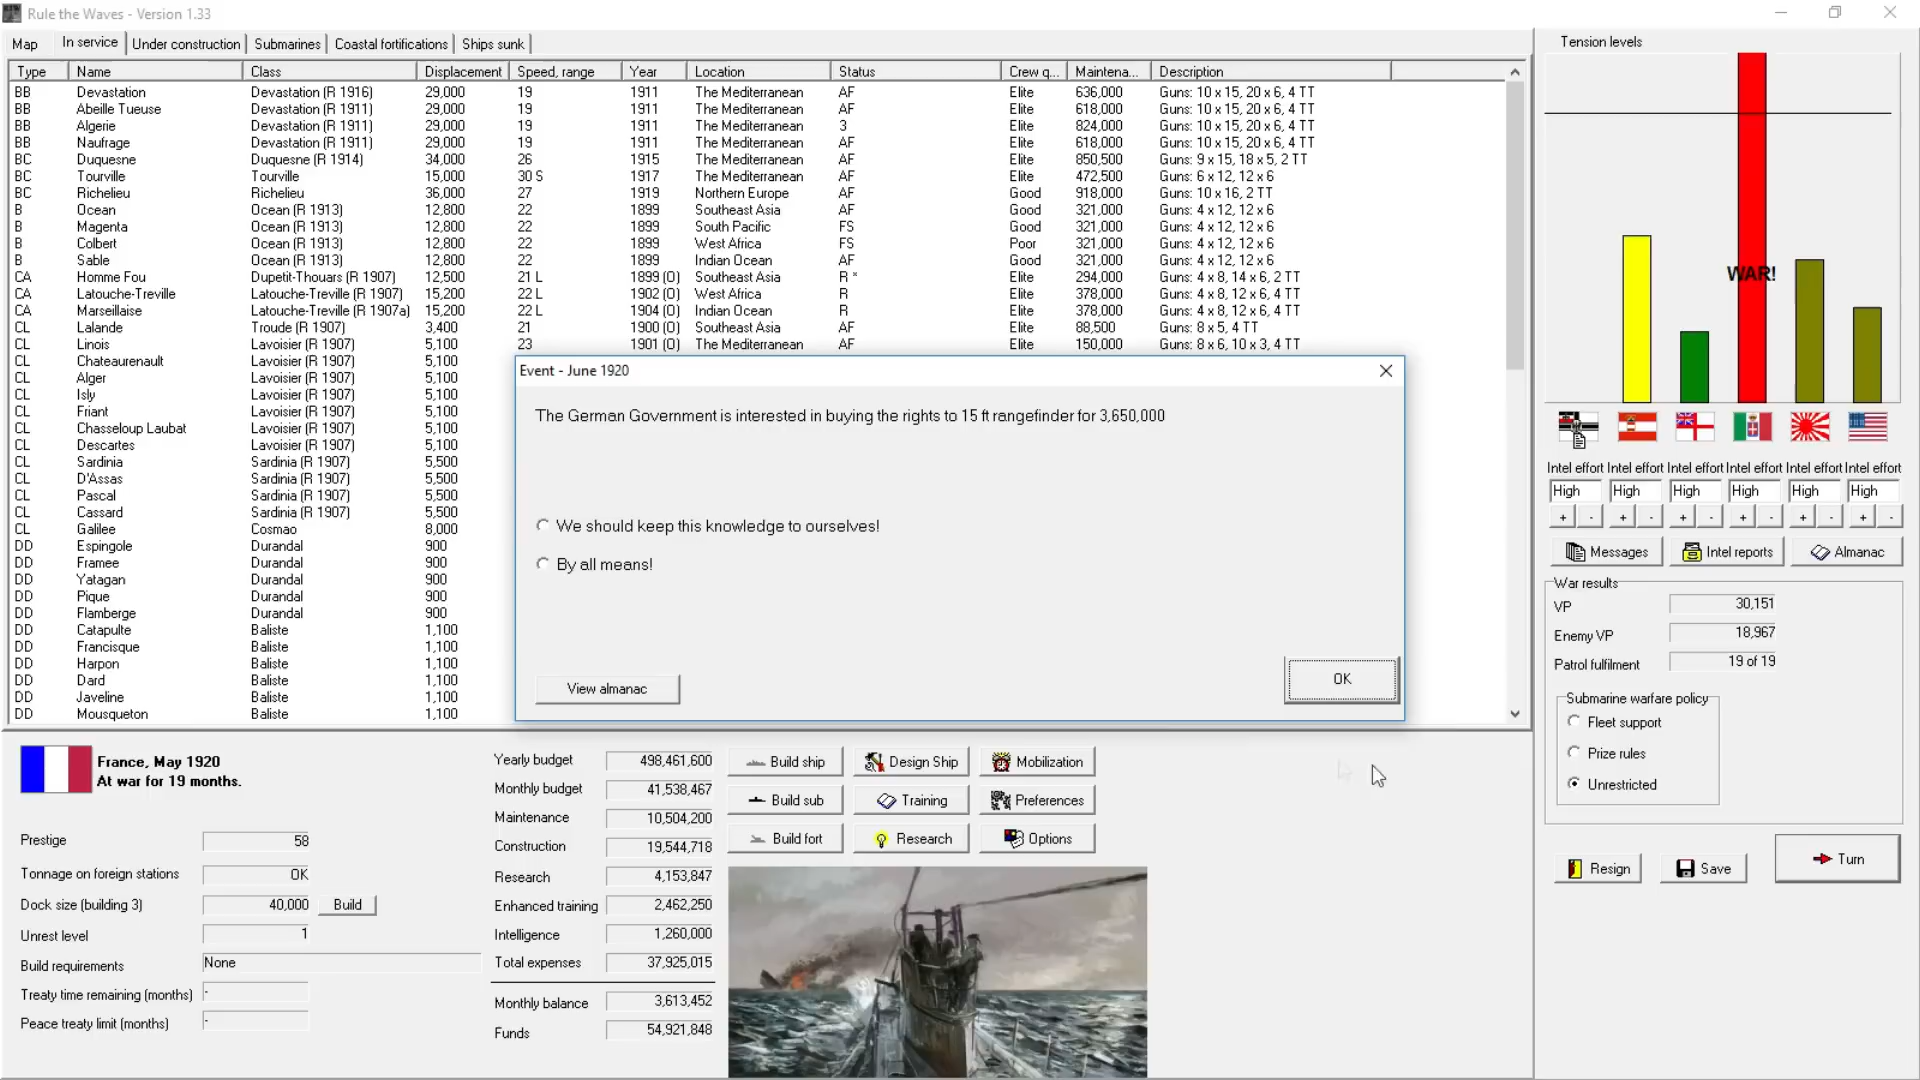 Rule the Waves - Version 1.33
Map In service Under construction Submarines Coastal fortifications Ships sunk
Type Name Class Displacement Speed, range Year Location Status Crew q... Maintena... Description
BB Devastation Devastation (R 1916) 29,000 19 1911 The Mediterranean AF Elite 636,000 Guns: 10 x 15, 20 x 6, 4 TT
BB Abeille Tueuse Devastation (R 1911) 29,000 19 1911 The Mediterranean AF Elite 618,000 Guns: 10 x 15, 20 x 6, 4 TT
BB Algerie Devastation (R 1911) 29,000 19 1911 The Mediterranean 3 Elite 824,000 Guns: 10 x 15, 20 x 6, 4 TT
BB Naufrage Devastation (R 1911) 29,000 19 1911 The Mediterranean AF Elite 618,000 Guns: 10 x 15, 20 x 6, 4 TT
BC Duquesne Duquesne (R 1914) 34,000 26 1915 The Mediterranean AF Elite 850,500 Guns: 9 x 15, 18 x 5, 2 TT
BC Tourville Tourville 15,000 30 S 1917 The Mediterranean AF Elite 472,500 Guns: 6 x 12, 12 x 6
BC Richelieu Richelieu 36,000 27 1919 Northern Europe AF Good 918,000 Guns: 10 x 16, 2 TT
B Ocean Ocean (R 1913) 12,800 22 1899 Southeast Asia AF Good 321,000 Guns: 4 x 12, 12 x 6
B Magenta Ocean (R 1913) 12,800 22 1899 South Pacific FS Good 321,000 Guns: 4 x 12, 12 x 6
B Colbert Ocean (R 1913) 12,800 22 1899 West Africa FS Poor 321,000 Guns: 4 x 12, 12 x 6
B Sable Ocean (R 1913) 12,800 22 1899 Indian Ocean AF Good 321,000 Guns: 4 x 12, 12 x 6
CA Homme Fou Dupetit-Thouars (R 1907) 12,500 21 L 1899 (O) Southeast Asia R * Elite 294,000 Guns: 4 x 8, 14 x 6, 2 TT
CA Latouche-Treville Latouche-Treville (R 1907) 15,200 22 L 1902 (O) West Africa R Elite 378,000 Guns: 4 x 8, 12 x 6, 4 TT
CA Marseillaise Latouche-Treville (R 1907a) 15,200 22 L 1904 (O) Indian Ocean R Elite 378,000 Guns: 4 x 8, 12 x 6, 4 TT
CL Lalande Troude (R 1907) 3,400 21 1900 (O) Southeast Asia AF Elite 88,500 Guns: 8 x 5, 4 TT
CL Linois Lavoisier (R 1907) 5,100 23 1901 (O) The Mediterranean AF Elite 150,000 Guns: 8 x 6, 10 x 3, 4 TT
CL Chateaurenault Lavoisier (R 1907) 5,100
CL Alger Lavoisier (R 1907) 5,100
CL Isly Lavoisier (R 1907) 5,100
CL Friant Lavoisier (R 1907) 5,100
CL Chasseloup Laubat Lavoisier (R 1907) 5,100
CL Descartes Lavoisier (R 1907) 5,100
CL Sardinia Sardinia (R 1907) 5,500
CL D'Assas Sardinia (R 1907) 5,500
CL Pascal Sardinia (R 1907) 5,500
CL Cassard Sardinia (R 1907) 5,500
CL Galilee Cosmao 8,000
DD Espingole Durandal 900
DD Framee Durandal 900
DD Yatagan Durandal 900
DD Pique Durandal 900
DD Flamberge Durandal 900
DD Catapulte Baliste 1,100
DD Francisque Baliste 1,100
DD Harpon Baliste 1,100
DD Dard Baliste 1,100
DD Javeline Baliste 1,100
DD Mousqueton Baliste 1,100
Event - June 1920
The German Government is interested in buying the rights to 15 ft rangefinder for 3,650,000
We should keep this knowledge to ourselves!
By all means!
View almanac OK
Tension levels
WAR!
Intel effort Intel effort Intel effort Intel effort Intel effort Intel effort
High High High High High High
+ - + - + - + - + - + -
Messages Intel reports Almanac
War results
VP 30,151
Enemy VP 18,967
Patrol fulfilment 19 of 19
Submarine warfare policy
Fleet support
Prize rules
Unrestricted
Resign Save Turn
France, May 1920
At war for 19 months.
Prestige 58
Tonnage on foreign stations OK
Dock size (building 3) 40,000 Build
Unrest level 1
Build requirements None
Treaty time remaining (months) -
Peace treaty limit (months) -
Yearly budget 498,461,600
Monthly budget 41,538,467
Maintenance 10,504,200
Construction 19,544,718
Research 4,153,847
Enhanced training 2,462,250
Intelligence 1,260,000
Total expenses 37,925,015
Monthly balance 3,613,452
Funds 54,921,848
Build ship Design Ship Mobilization
Build sub Training Preferences
Build fort Research Options